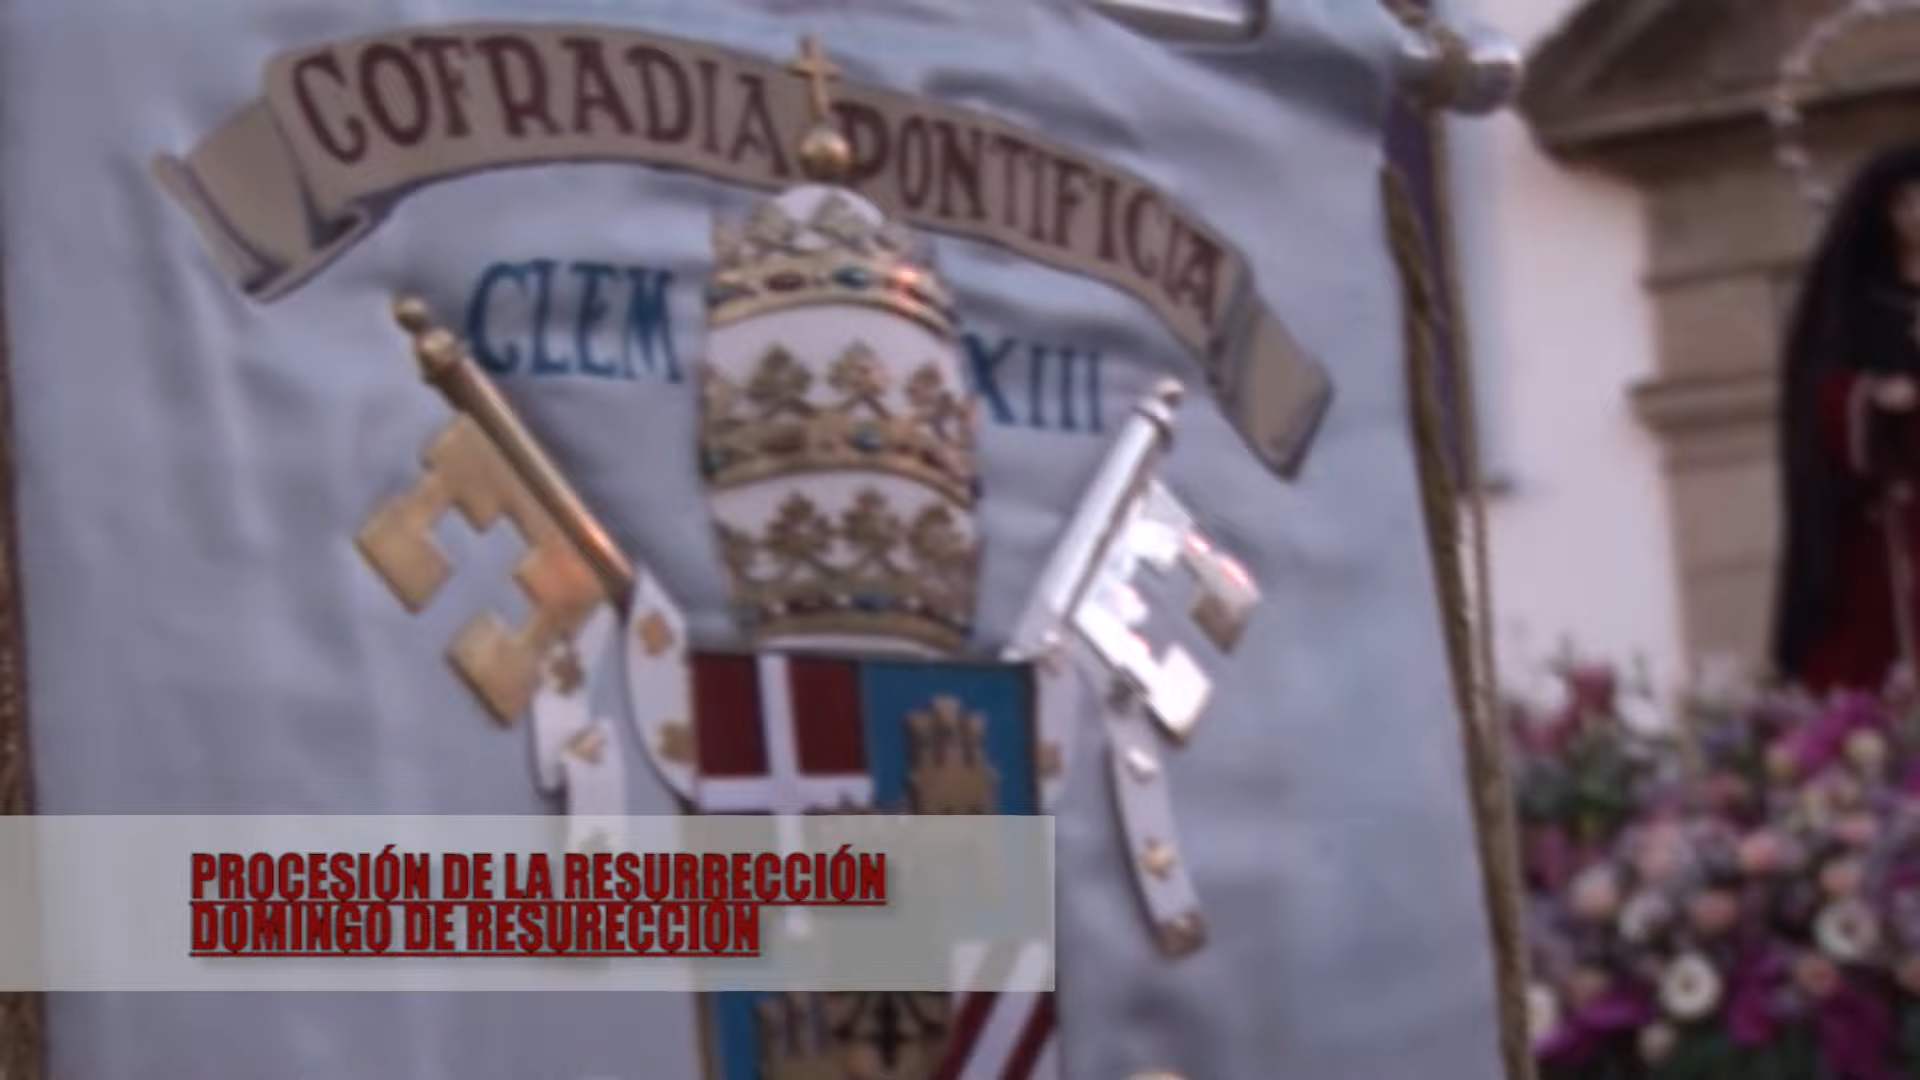 COFRADIA PONTIFICIA
CLEM XIII
PROCESIÓN DE LA RESURRECCIÓN
DOMINGO DE RESURECCIÓN